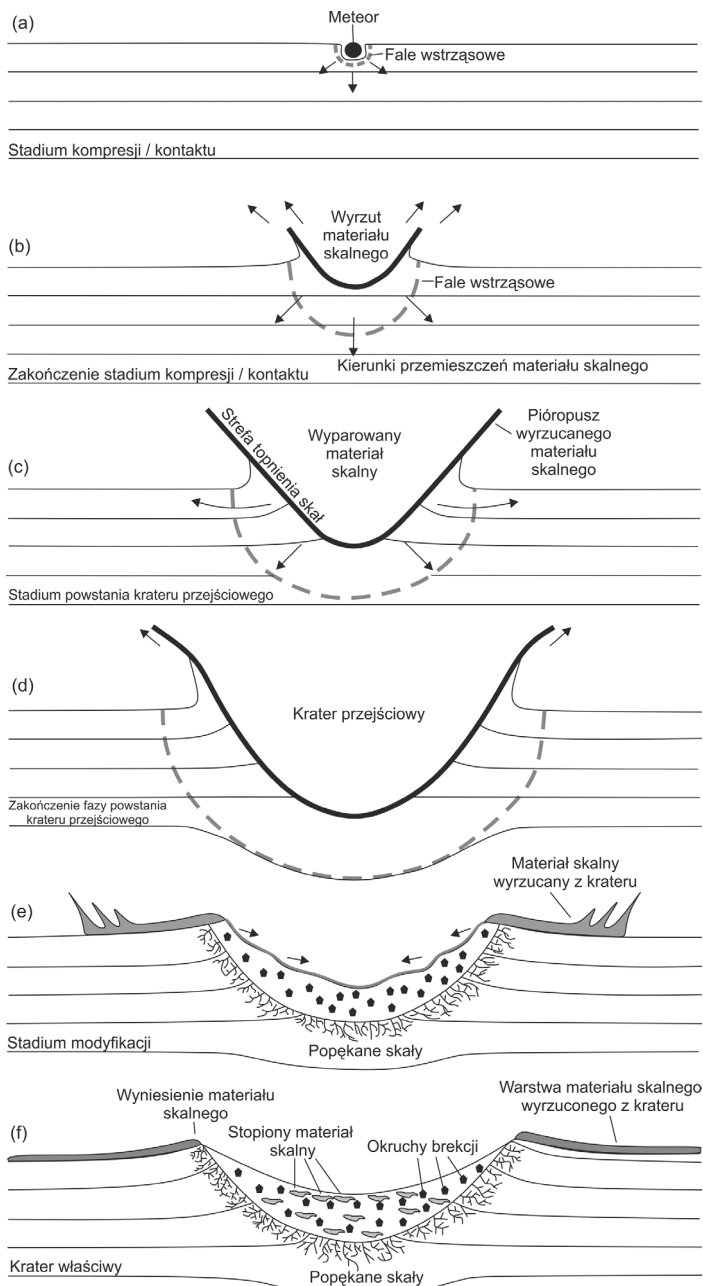 (a)
Meteor
Fale wstrząsowe
Stadium kompresji / kontaktu
(b)
Wyrzut
materiału
skalnego
Fale wstrząsowe
Kierunki przemieszczeń materiału skalnego
Zakończenie stadium kompresji / kontaktu
(c)
Strefa topnienia skał
Wyparowany
materiał
skalny
Pióropusz
wyrzucanego
materiału
skalnego
Stadium powstania krateru przejściowego
(d)
Krater przejściowy
Zakończenie fazy powstania
krateru przejściowego
(e)
Materiał skalny
wyrzucany z krateru
Stadium modyfikacji
Popękane skały
(f)
Wyniesienie materiału
skalnego
Stopiony materiał
skalny
Okruchy brekcji
Warstwa materiału skalnego
wyrzuconego z krateru
Krater właściwy
Popękane skały